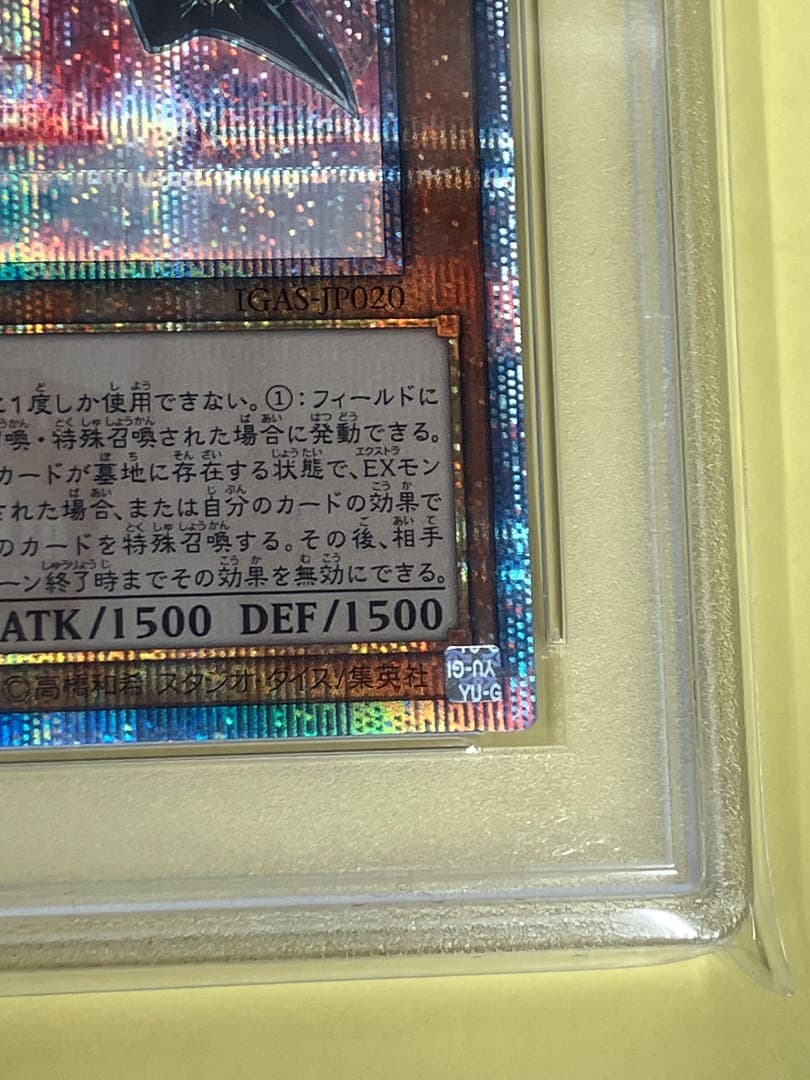 IGAS-JP020
と1度しか使用できない。①:フィールドに
召喚・特殊召喚された場合に発動できる。
カードが墓地に存在する状態で、EXモン
された場合、または自分のカードの効果で
のカードを特殊召喚する。その後、相手
ーン終了時までその効果を無効にできる。
ATK/1500 DEF/1500
©高橋和希 スタジオ・ダイス/集英社
YU-G